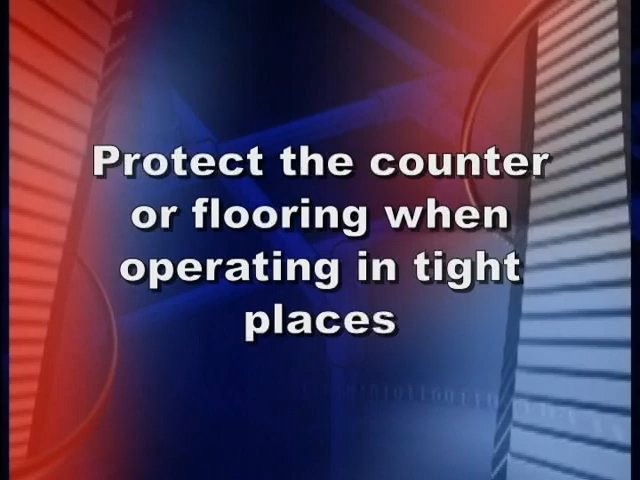 Protect the counter
or flooring when
operating in tight
places